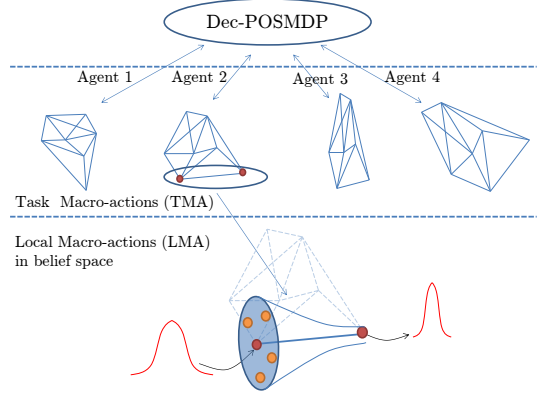 Dec-POSMDP
Agent 1
Agent 2
Agent 3
Agent 4
Task Macro-actions (TMA)
Local Macro-actions (LMA)
in belief space